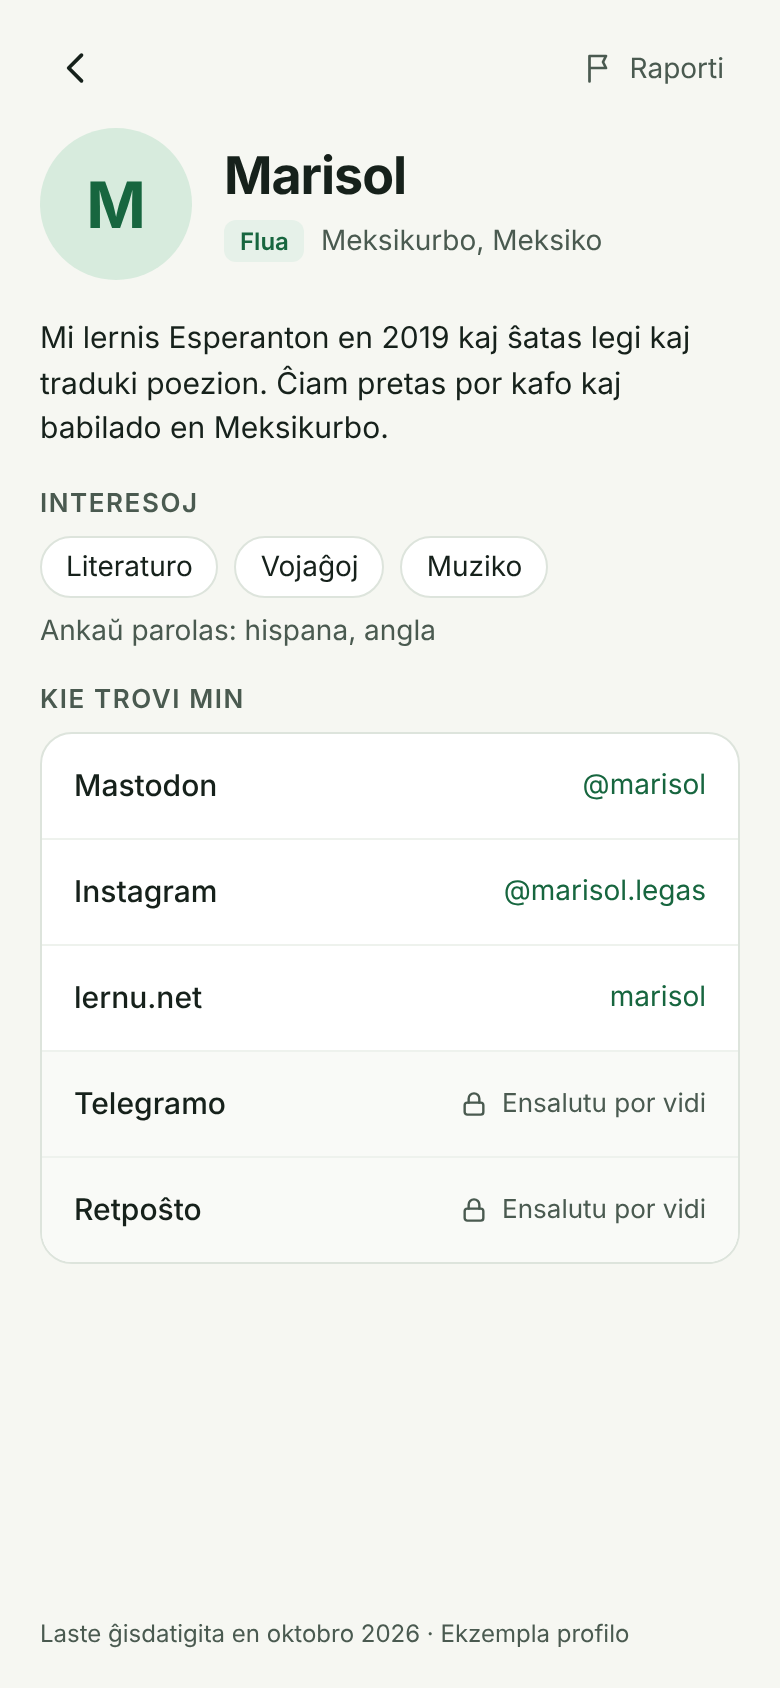 Raporti
M
Marisol
Flua Meksikurbo, Meksiko
Mi lernis Esperanton en 2019 kaj ŝatas legi kaj
traduki poezion. Ĉiam pretas por kafo kaj
babilado en Meksikurbo.
INTERESOJ
Literaturo Vojaĝoj Muziko
Ankaŭ parolas: hispana, angla
KIE TROVI MIN
Mastodon @marisol
Instagram @marisol.legas
lernu.net marisol
Telegramo Ensalutu por vidi
Retpoŝto Ensalutu por vidi
Laste ĝisdatigita en oktobro 2026 · Ekzempla profilo